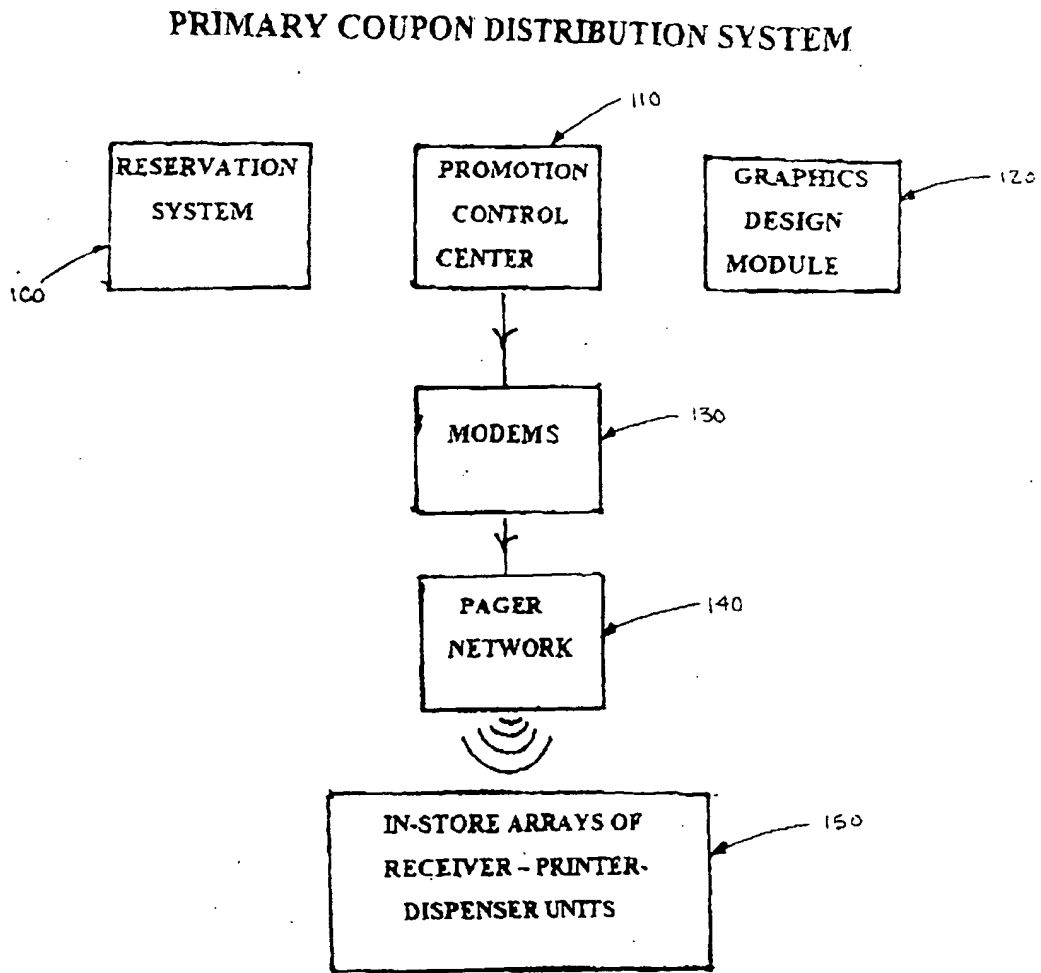 PRIMARY COUPON DISTRIBUTION SYSTEM
110
RESERVATION
SYSTEM
100
PROMOTION
CONTROL
CENTER
GRAPHICS
DESIGN
MODULE
120
MODEMS
130
PAGER
NETWORK
140
IN-STORE ARRAYS OF
RECEIVER – PRINTER-
DISPENSER UNITS
150